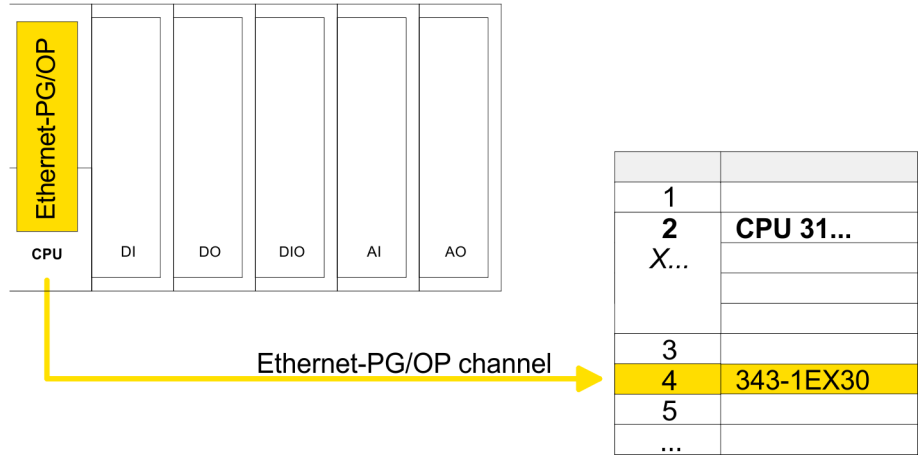 Ethernet-PG/OP
CPU DI DO DIO AI AO
Ethernet-PG/OP channel
1
2 CPU 31...
X...
3
4 343-1EX30
5
...